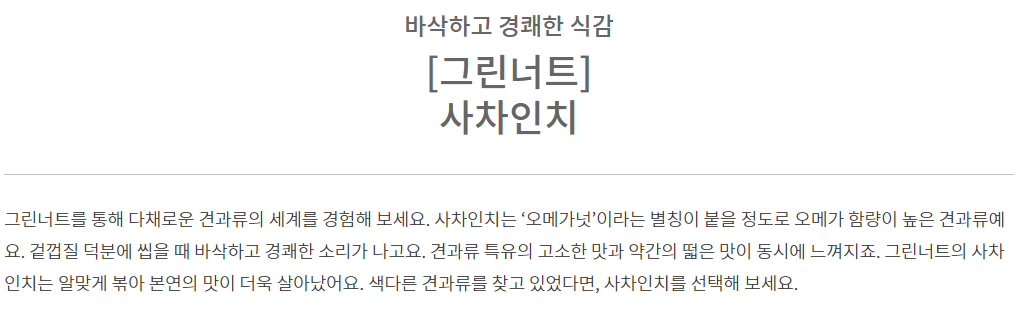 바삭하고 경쾌한 식감
[그린너트]
사차인치
그린너트를 통해 다채로운 견과류의 세계를 경험해 보세요. 사차인치는 ‘오메가넛’이라는 별칭이 붙을 정도로 오메가 함량이 높은 견과류예
요. 겉껍질 덕분에 씹을 때 바삭하고 경쾌한 소리가 나고요. 견과류 특유의 고소한 맛과 약간의 떫은 맛이 동시에 느껴지죠. 그린너트의 사차
인치는 알맞게 볶아 본연의 맛이 더욱 살아났어요. 색다른 견과류를 찾고 있었다면, 사차인치를 선택해 보세요.